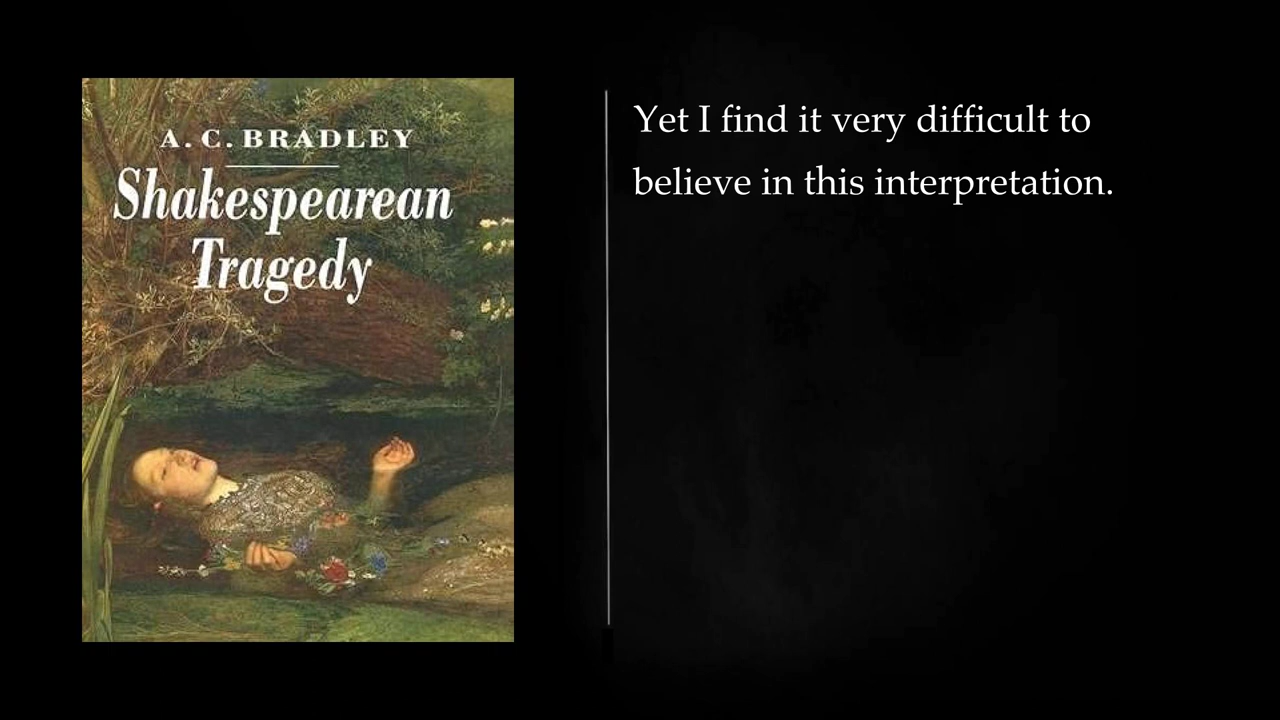 A. C. BRADLEY
Shakespearean
Tragedy
Yet I find it very difficult to
believe in this interpretation.